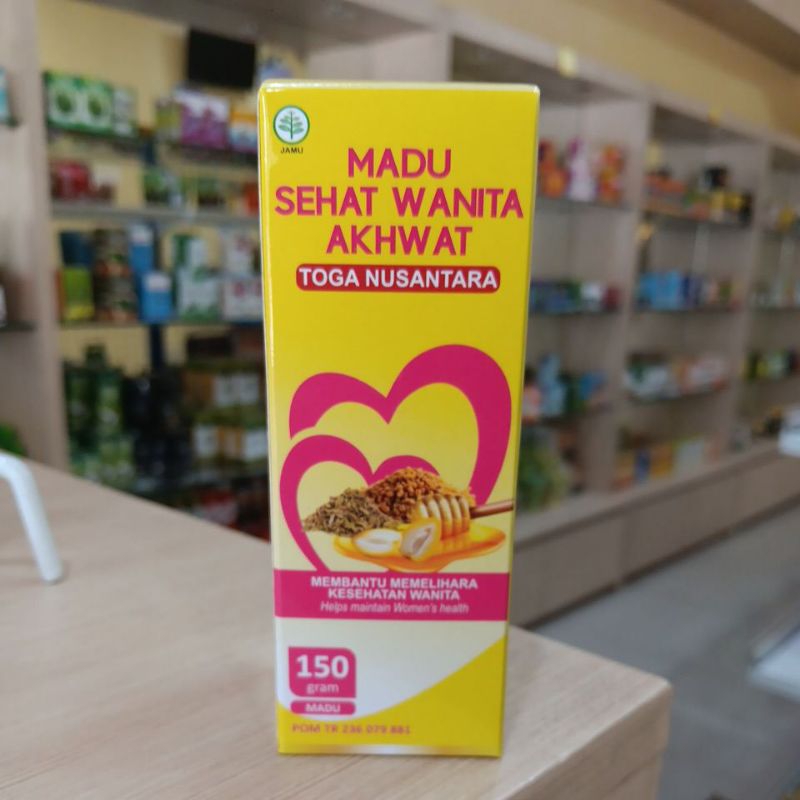 JAMU
MADU
SEHAT WANITA
AKHWAT
TOGA NUSANTARA
MEMBANTU MEMELIHARA
KESEHATAN WANITA
Helps maintain Women's health
150
gram
MADU
POM TR 236 079 881